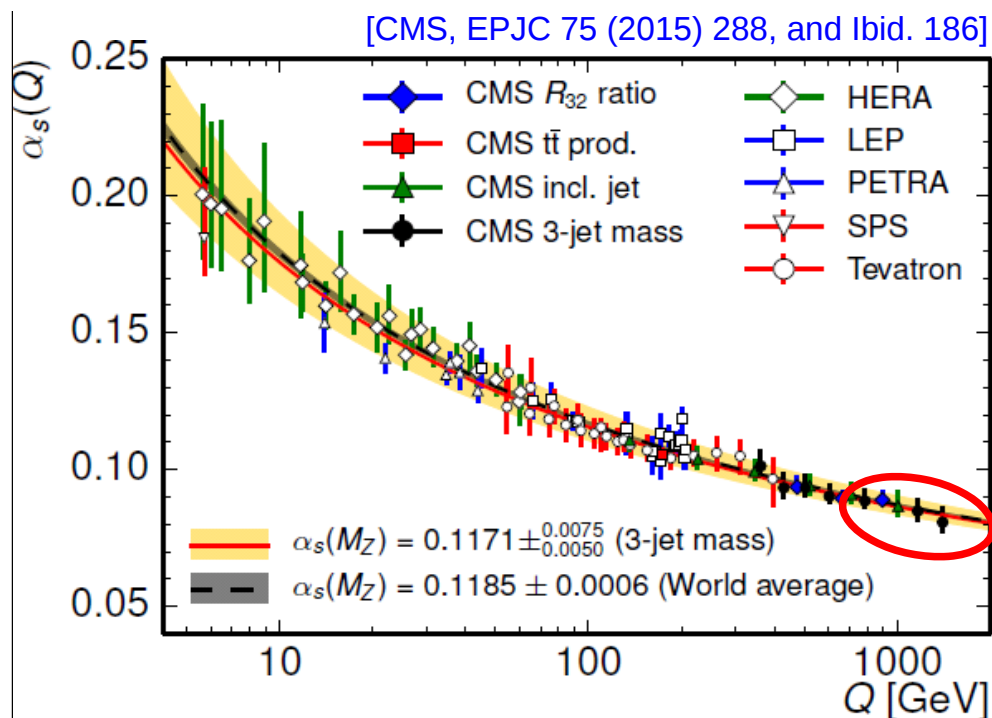 [CMS, EPJC 75 (2015) 288, and Ibid. 186]
αs(Q)
0.25
0.20
0.15
0.10
0.05
CMS R32 ratio
CMS tt̄ prod.
CMS incl. jet
CMS 3-jet mass
HERA
LEP
PETRA
SPS
Tevatron
αs(MZ) = 0.1171±0.0075 0.0050 (3-jet mass)
αs(MZ) = 0.1185 ± 0.0006 (World average)
10 100 1000
Q [GeV]